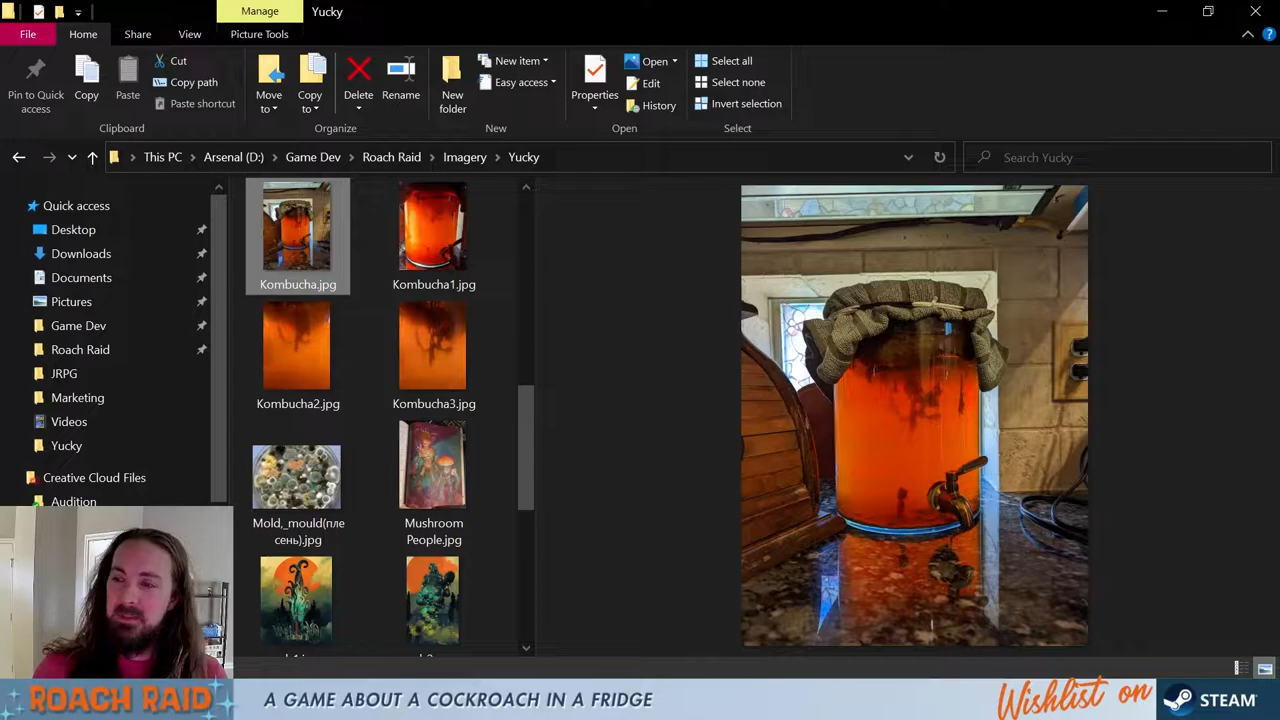 Manage
Yucky
File
Home
Share
View
Picture Tools
Pin to Quick access
Copy
Paste
Cut
Copy path
Paste shortcut
Clipboard
Move to
Copy to
Delete
Rename
Organize
New folder
New item
Easy access
New
Properties
Open
Edit
History
Open
Select all
Select none
Invert selection
Select
This PC
Arsenal (D:)
Game Dev
Roach Raid
Imagery
Yucky
Search Yucky
Quick access
Desktop
Downloads
Documents
Pictures
Game Dev
Roach Raid
JRPG
Marketing
Videos
Yucky
Creative Cloud Files
Audition
Kombucha.jpg
Kombucha1.jpg
Kombucha2.jpg
Kombucha3.jpg
Mold,_mould(пле
сень).jpg
Mushroom
People.jpg
ROACH RAID
A GAME ABOUT A COCKROACH IN A FRIDGE
Wishlist on
STEAM